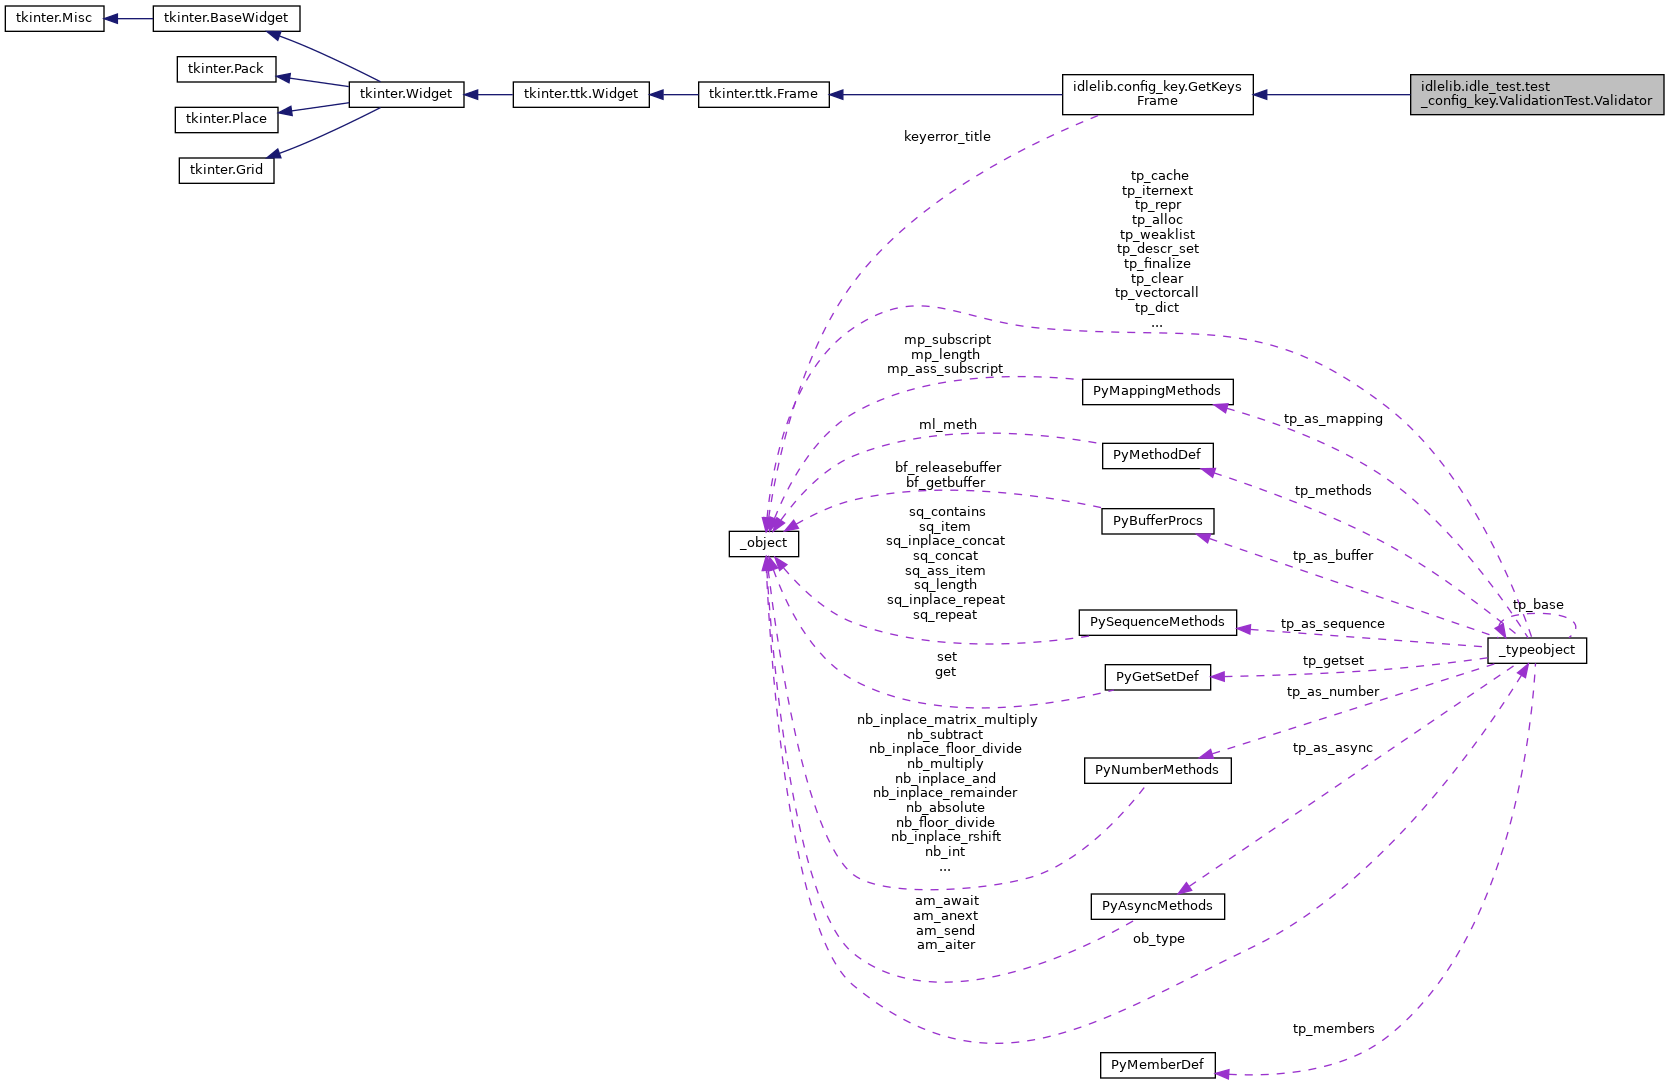 tkinter.Misc
tkinter.BaseWidget
tkinter.Pack
tkinter.Widget
tkinter.ttk.Widget
tkinter.ttk.Frame
idlelib.config_key.GetKeys
Frame
idlelib.idle_test.test
_config_key.ValidationTest.Validator
tkinter.Place
tkinter.Grid
keyerror_title
tp_cache
tp_iternext
tp_repr
tp_alloc
tp_weaklist
tp_descr_set
tp_finalize
tp_clear
tp_vectorcall
tp_dict
...
mp_subscript
mp_length
mp_ass_subscript
PyMappingMethods
tp_as_mapping
ml_meth
PyMethodDef
tp_methods
bf_releasebuffer
bf_getbuffer
PyBufferProcs
tp_as_buffer
_object
sq_contains
sq_item
sq_inplace_concat
sq_concat
sq_ass_item
sq_length
sq_inplace_repeat
sq_repeat
PySequenceMethods
tp_as_sequence
tp_base
_typeobject
set
get
PyGetSetDef
tp_getset
tp_as_number
nb_inplace_matrix_multiply
nb_subtract
nb_inplace_floor_divide
nb_multiply
nb_inplace_and
nb_inplace_remainder
nb_absolute
nb_floor_divide
nb_inplace_rshift
nb_int
...
PyNumberMethods
tp_as_async
am_await
am_anext
am_send
am_aiter
PyAsyncMethods
ob_type
tp_members
PyMemberDef